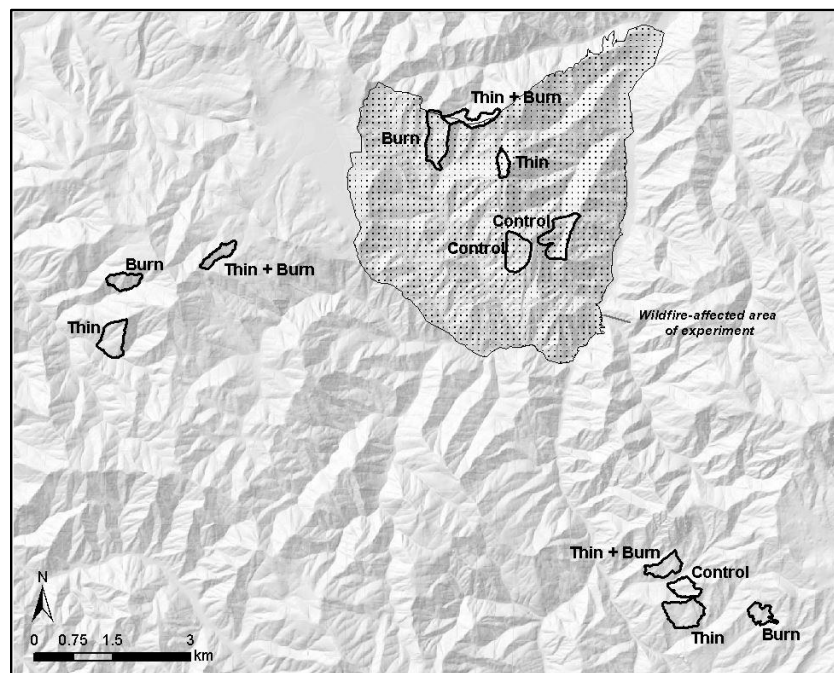 Thin + Burn
Burn
Thin
Control
Control
Burn
Thin + Burn
Thin
Wildfire-affected area
of experiment
Thin + Burn
Control
Thin
Burn
N
0 0.75 1.5 3
km